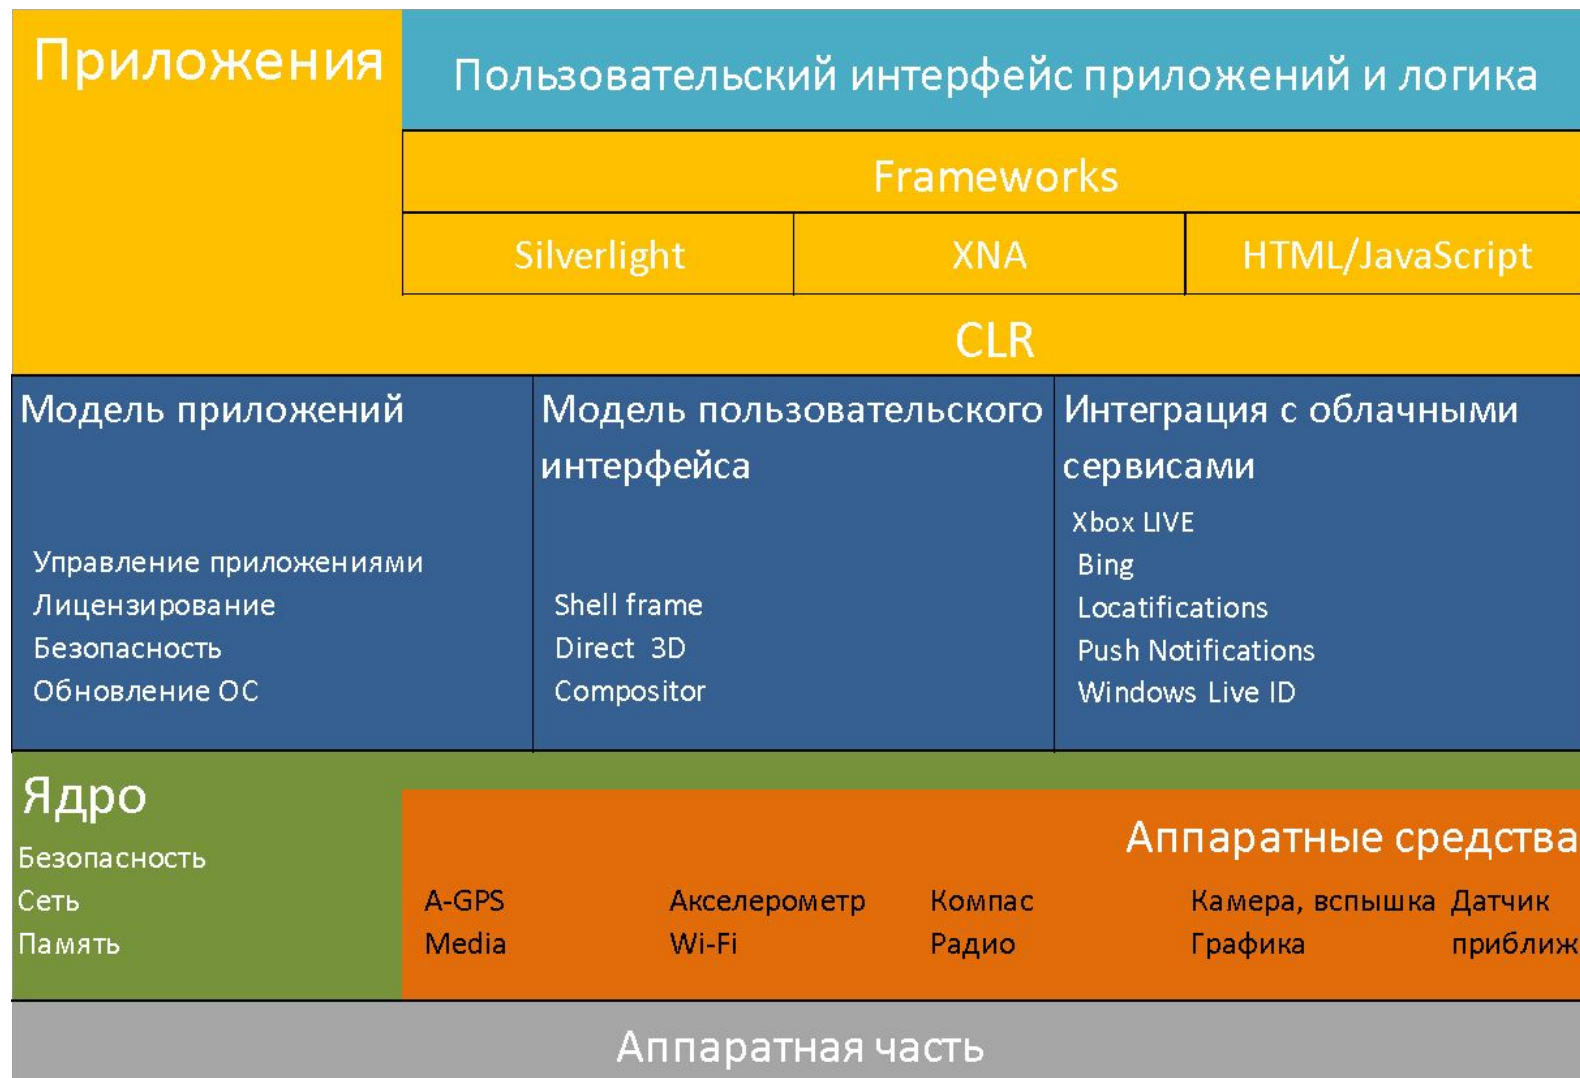 Приложения
Пользовательский интерфейс приложений и логика
Frameworks
Silverlight
XNA
HTML/JavaScript
CLR
Модель приложений
Управление приложениями
Лицензирование
Безопасность
Обновление ОС
Модель пользовательского
интерфейса
Shell frame
Direct 3D
Compositor
Интеграция с облачными
сервисами
Xbox LIVE
Bing
Locatifications
Push Notifications
Windows Live ID
Ядро
Безопасность
Сеть
Память
Аппаратные средства
A-GPS
Media
Акселерометр
Wi-Fi
Компас
Радио
Камера, вспышка
Графика
Датчик
приближ
Аппаратная часть